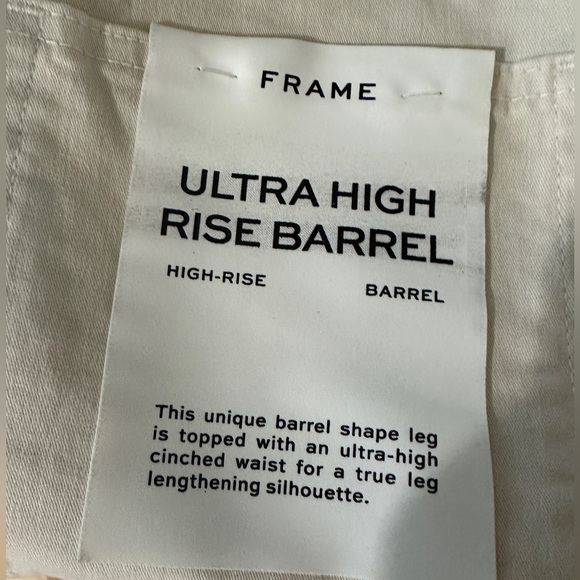 FRAME
ULTRA HIGH
RISE BARREL
HIGH-RISE BARREL
This unique barrel shape leg
is topped with an ultra-high
cinched waist for a true leg
lengthening silhouette.